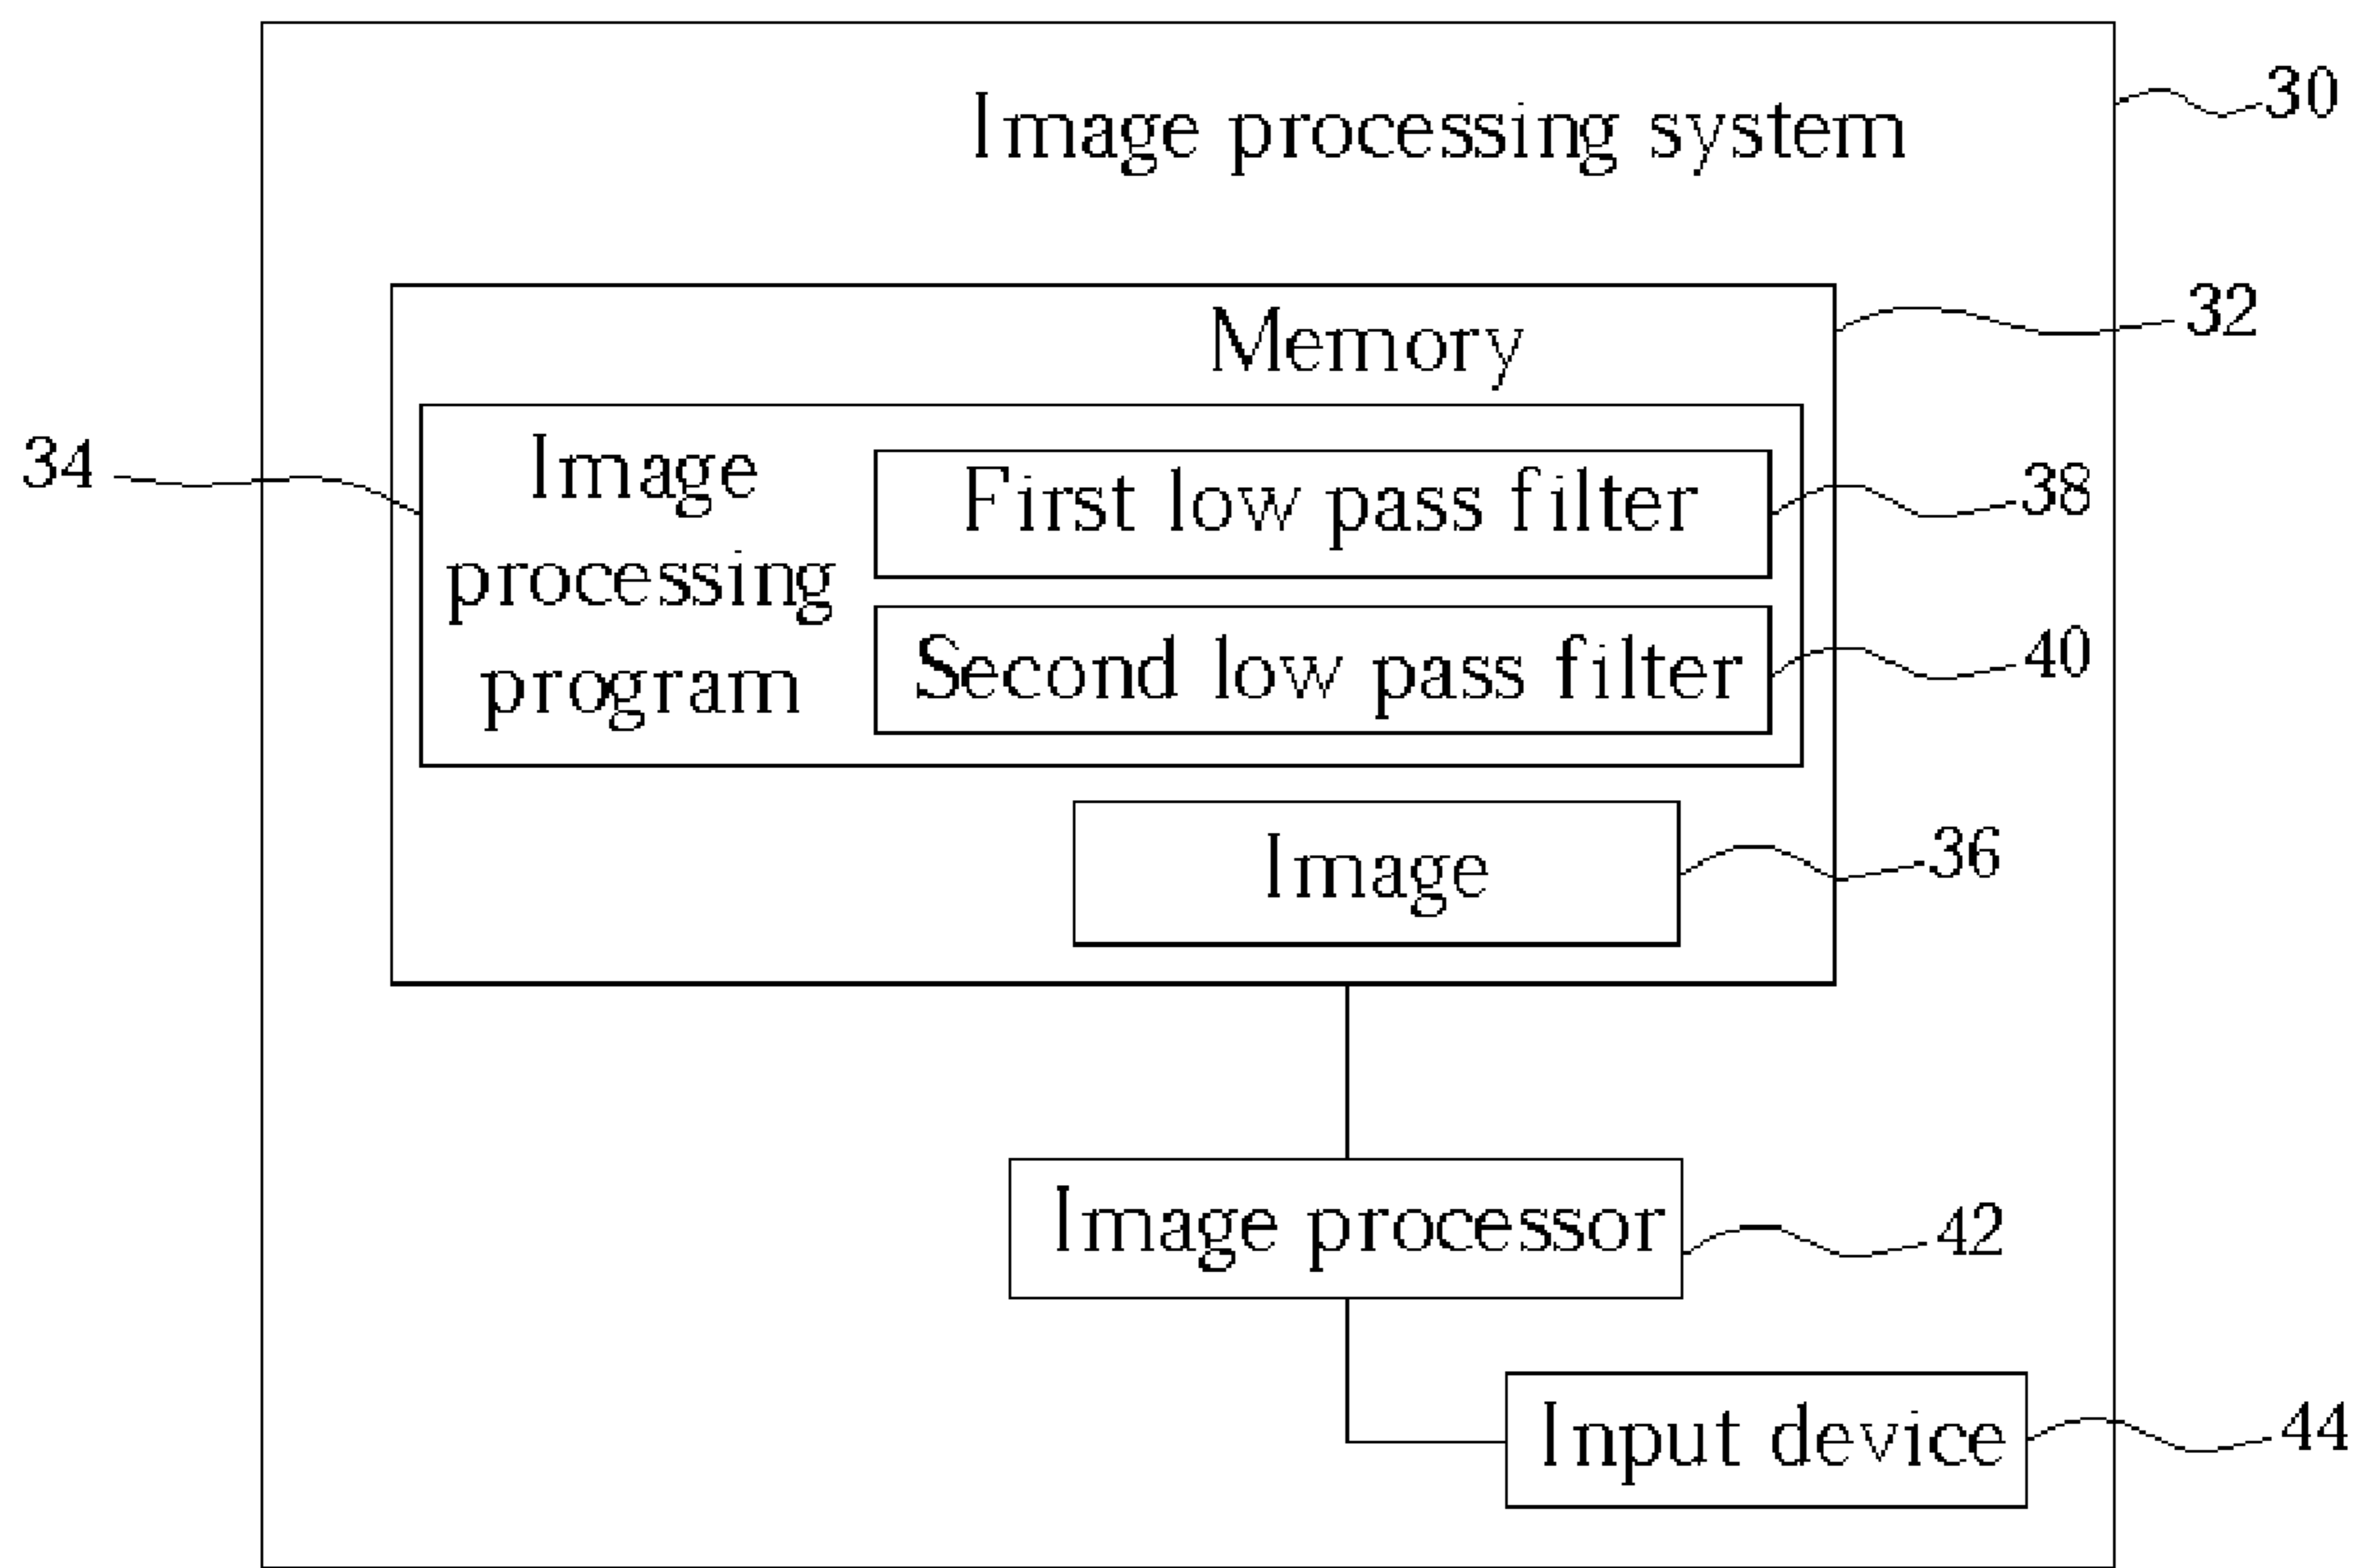 Image processing system
30
Memory
32
34
Image
processing
program
First low pass filter
38
Second low pass filter
40
Image
36
Image processor
42
Input device
44